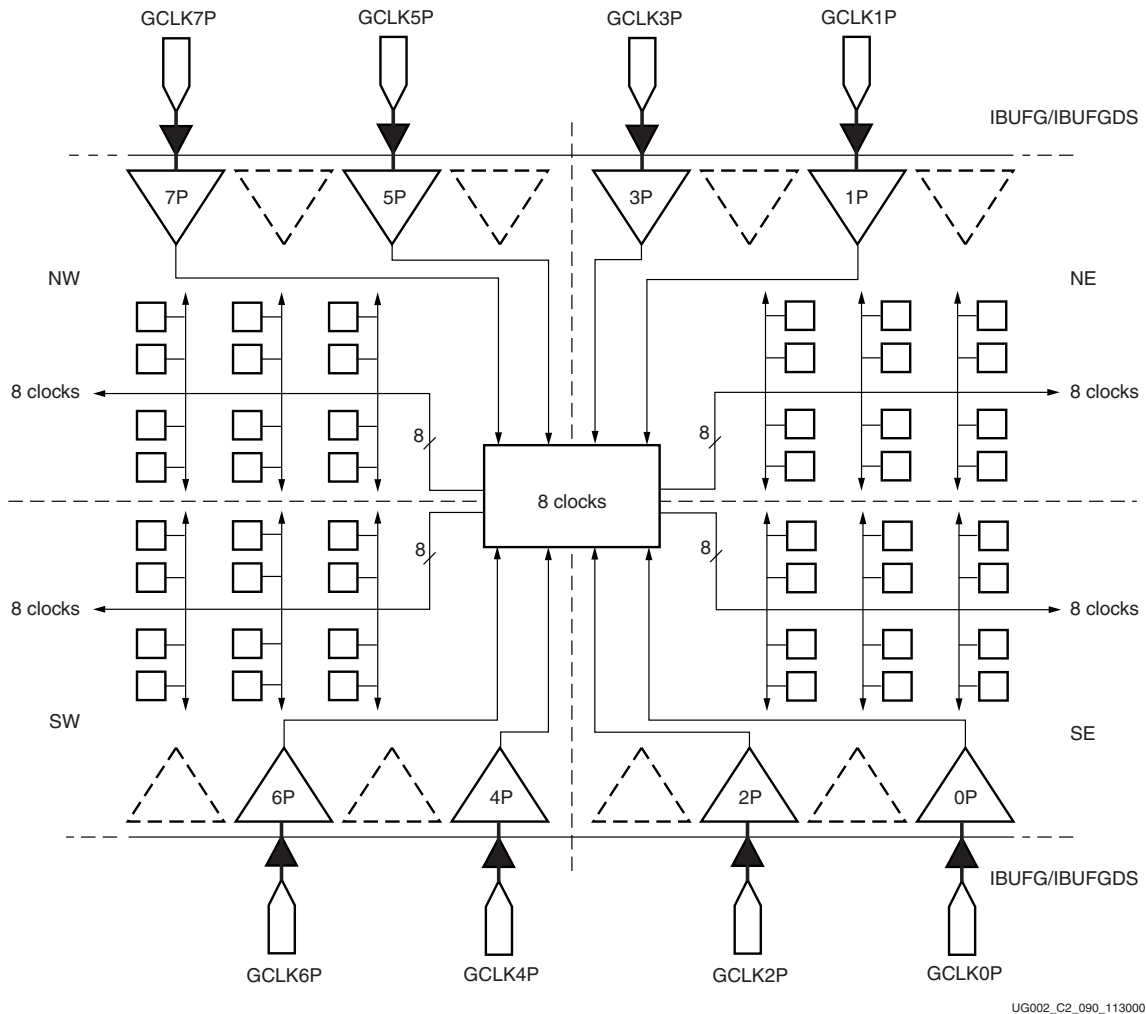 GCLK7P GCLK5P GCLK3P GCLK1P
IBUFG/IBUFGDS
7P 5P 3P 1P
NW NE
8 clocks 8 clocks
8 8
8 clocks
8 8
8 clocks 8 clocks
SW SE
6P 4P 2P 0P
IBUFG/IBUFGDS
GCLK6P GCLK4P GCLK2P GCLK0P
UG002_C2_090_113000